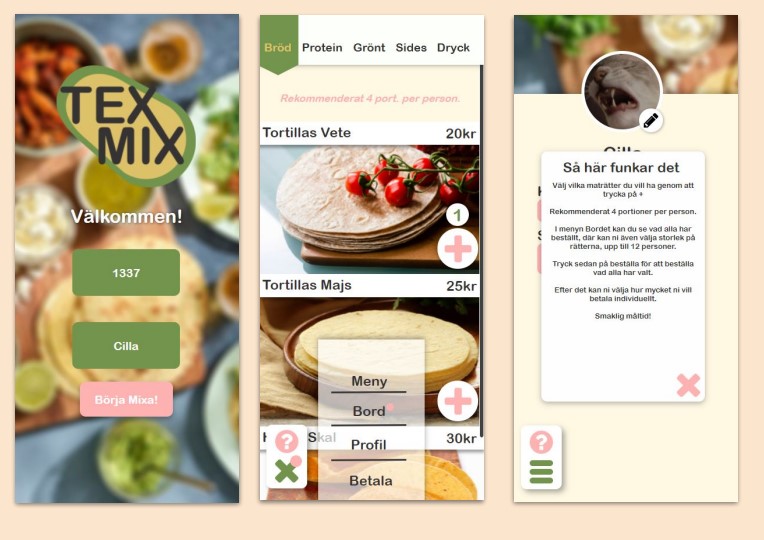 TEX
MIX
Välkommen!
1337
Cilla
Börja Mixa!
Bröd Protein Grönt Sides Dryck
Rekommenderat 4 port. per person.
Tortillas Vete 20kr
1
Tortillas Majs 25kr
Meny
Bord
Skal 30kr
Profil
Betala
?
Cilla
Så här funkar det
Välj vilka maträtter du vill ha genom att
trycka på +
Rekommenderat 4 portioner per person.
I menyn Bordet kan du se vad alla har
beställt, där kan ni även välja storlek på
rätterna, upp till 12 personer.
Tryck sedan på beställa för att beställa
vad alla har valt.
Efter det kan ni välja hur mycket ni vill
betala individuellt.
Smaklig måltid!
?